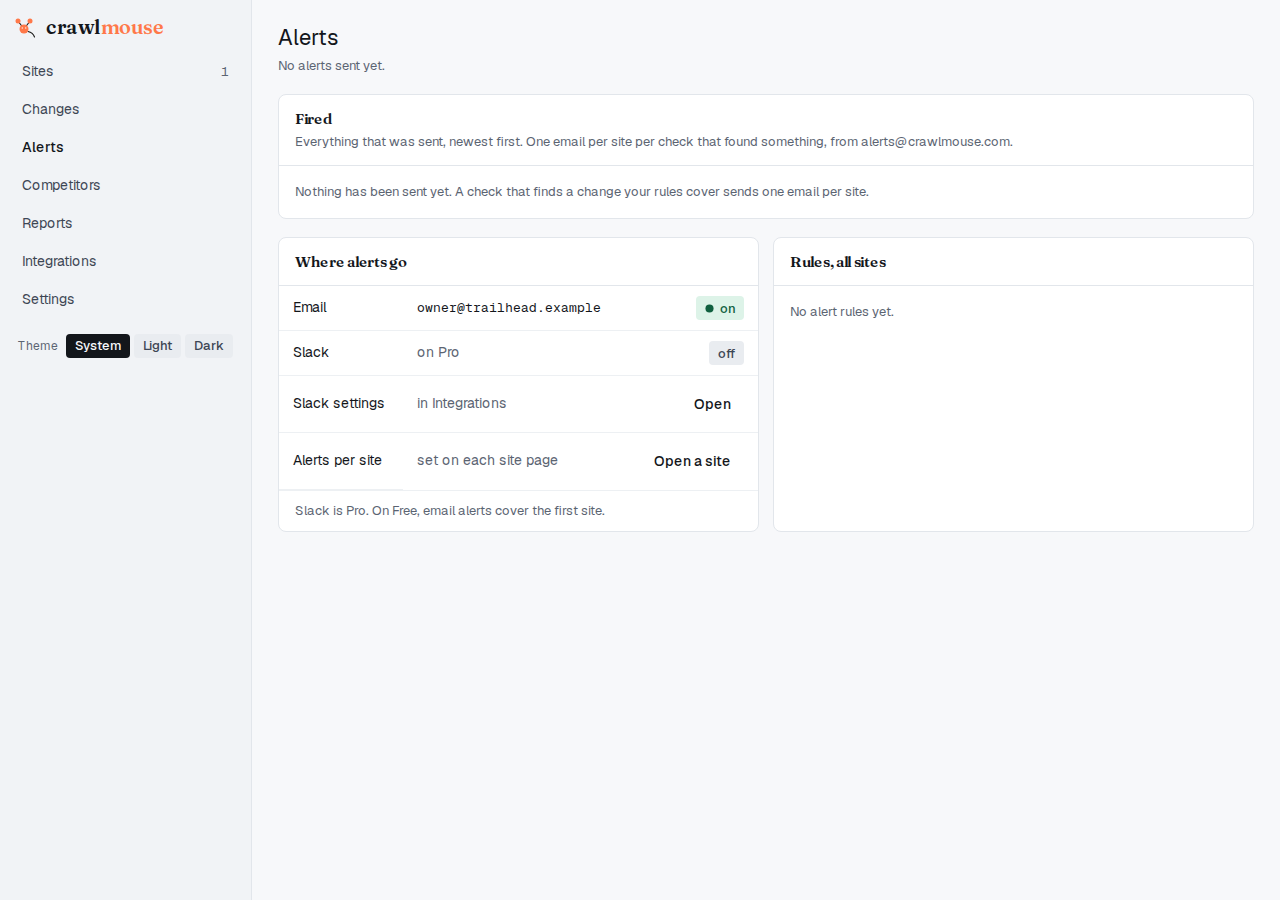 crawlmouse
Sites 1
Changes
Alerts
Competitors
Reports
Integrations
Settings
Theme System Light Dark
Alerts
No alerts sent yet.
Fired
Everything that was sent, newest first. One email per site per check that found something, from alerts@crawlmouse.com.
Nothing has been sent yet. A check that finds a change your rules cover sends one email per site.
Where alerts go
Email owner@trailhead.example on
Slack on Pro off
Slack settings in Integrations Open
Alerts per site set on each site page Open a site
Slack is Pro. On Free, email alerts cover the first site.
Rules, all sites
No alert rules yet.